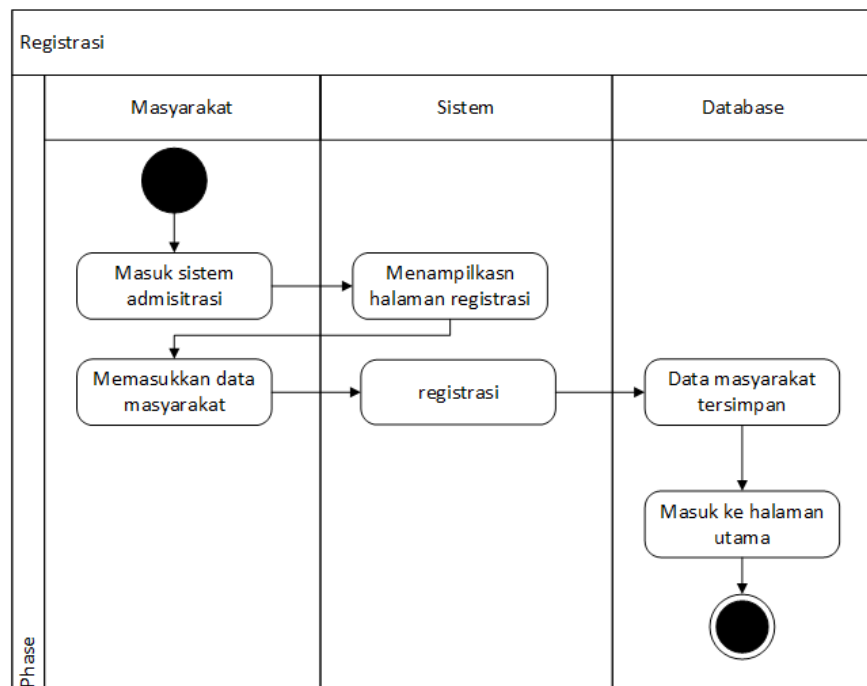 Registrasi
Masyarakat
Sistem
Database
Masuk sistem
admisitrasi
Menampilkasn
halaman registrasi
Memasukkan data
masyarakat
registrasi
Data masyarakat
tersimpan
Masuk ke halaman
utama
Phase